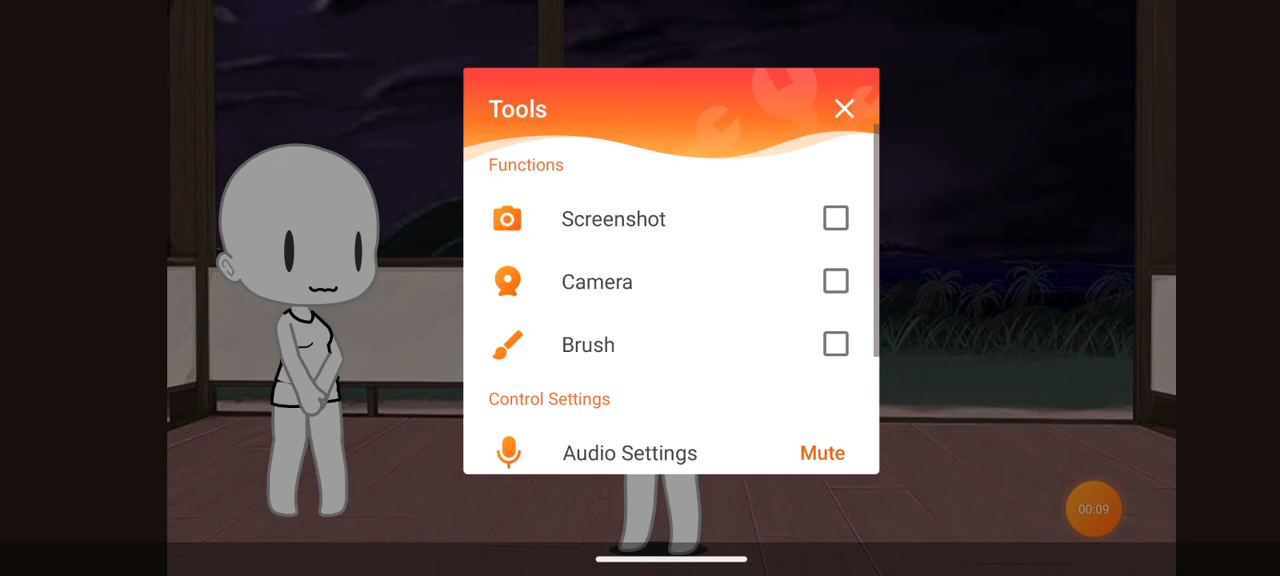 Tools
Functions
Screenshot
Camera
Brush
Control Settings
Audio Settings Mute
00:09